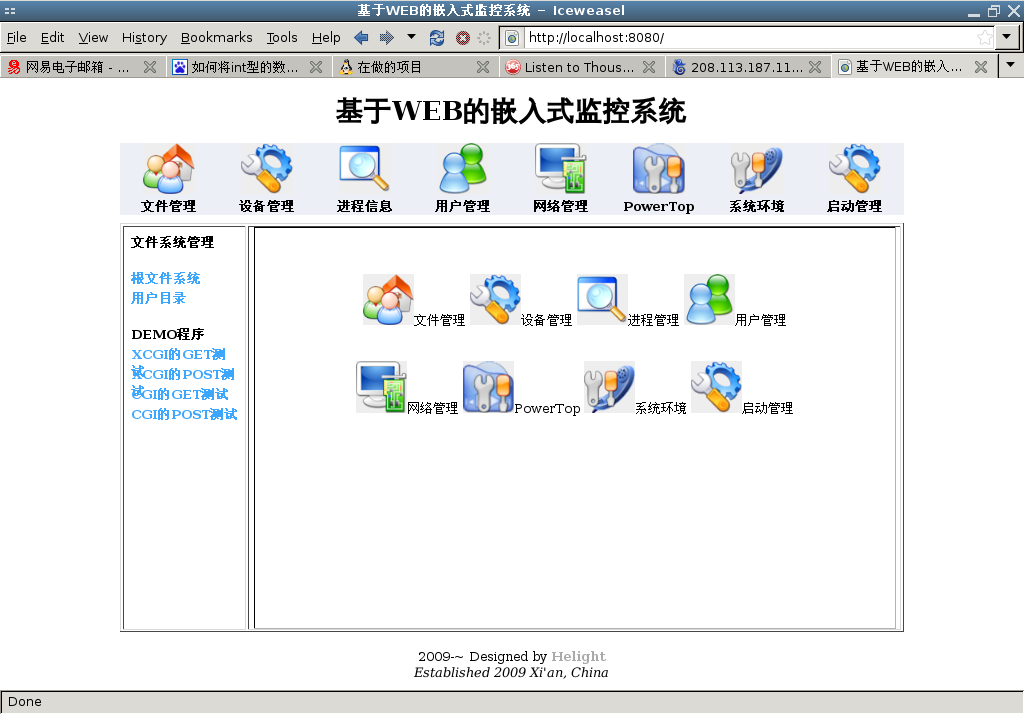 基于WEB的嵌入式监控系统 - Iceweasel
File Edit View History Bookmarks Tools Help http://localhost:8080/
网易电子邮箱 - ... 如何将int型的数... 在做的项目 Listen to Thous... 208.113.187.11... 基于WEB的嵌入...
基于WEB的嵌入式监控系统
文件管理 设备管理 进程信息 用户管理 网络管理 PowerTop 系统环境 启动管理
文件系统管理
根文件系统
用户目录
DEMO程序
XCGI的GET测
试
XCGI的POST测
试
CGI的GET测试
CGI的POST测试
文件管理 设备管理 进程管理 用户管理
网络管理 PowerTop 系统环境 启动管理
2009-~ Designed by Helight
Established 2009 Xi'an, China
Done